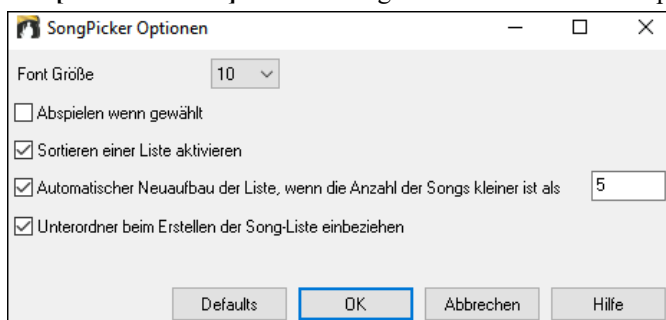 SongPicker Optionen
Font Größe 10
Abspielen wenn gewählt
Sortieren einer Liste aktivieren
Automatischer Neuaufbau der Liste, wenn die Anzahl der Songs kleiner ist als 5
Unterordner beim Erstellen der Song-Liste einbeziehen
Defaults OK Abbrechen Hilfe